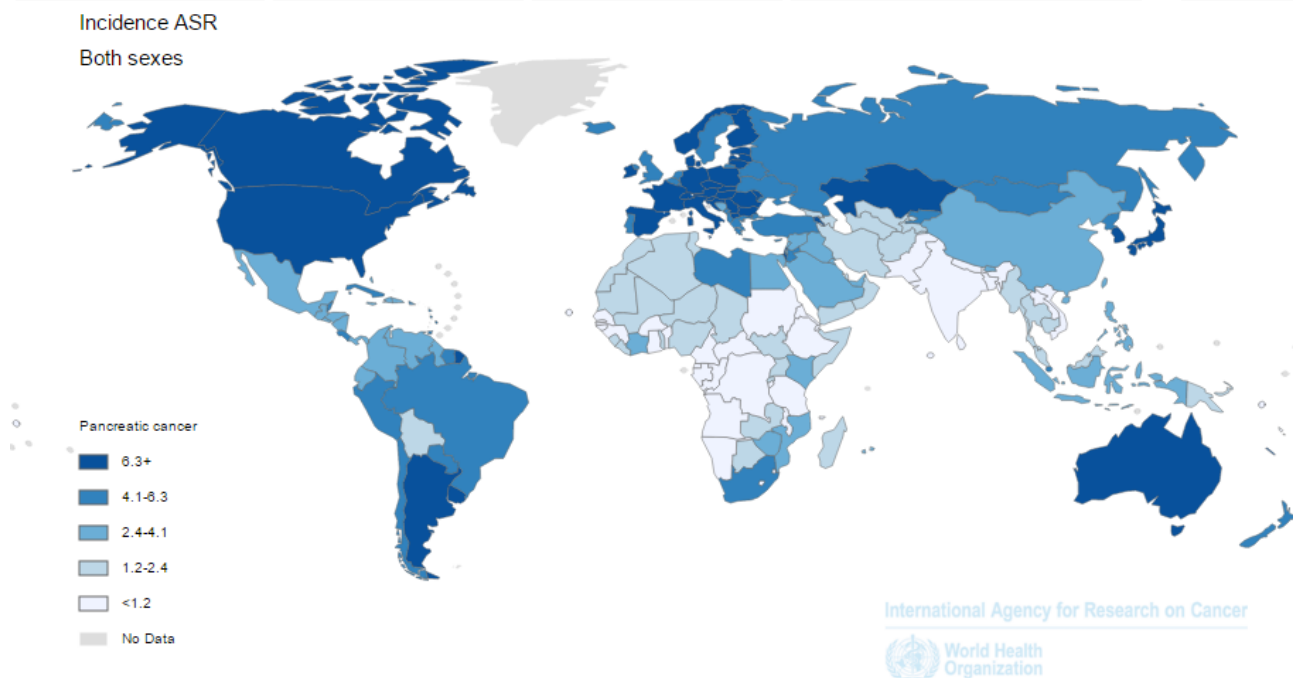 Incidence ASR
Both sexes
Pancreatic cancer
6.3+
4.1-6.3
2.4-4.1
1.2-2.4
<1.2
No Data
International Agency for Research on Cancer
World Health
Organization